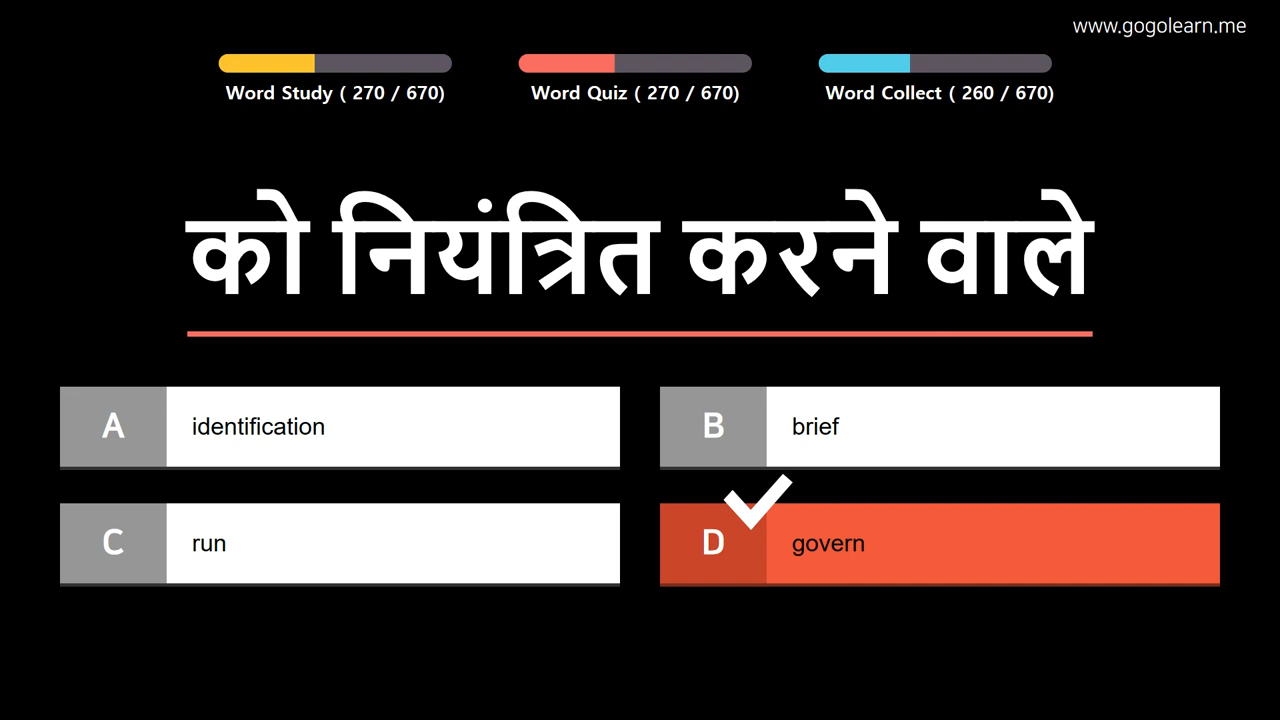 www.gogolearn.me
Word Study ( 270 / 670)
Word Quiz ( 270 / 670)
Word Collect ( 260 / 670)
को नियंत्रित करने वाले
A identification
B brief
C run
D govern